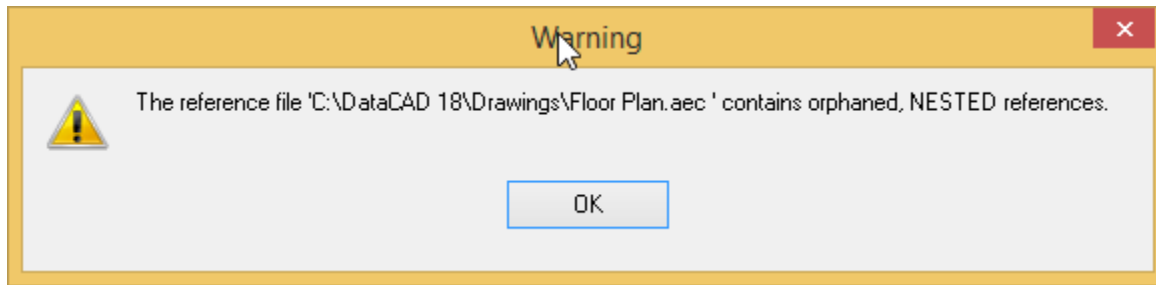 Warning
The reference file 'C:\DataCAD 18\Drawings\Floor Plan.aec ' contains orphaned, NESTED references.
OK